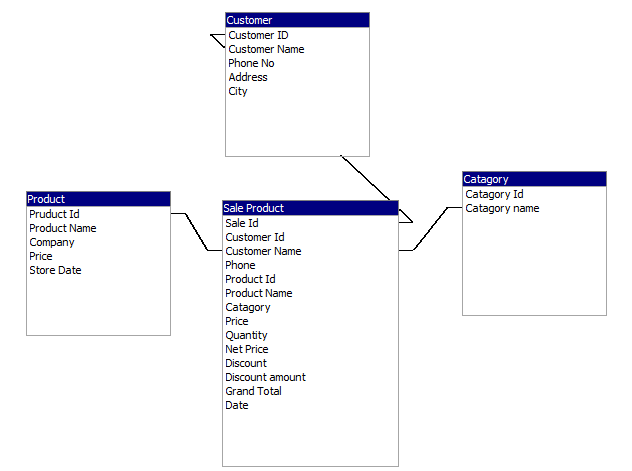 Customer
Customer ID
Customer Name
Phone No
Address
City
Product
Pruduct Id
Product Name
Company
Price
Store Date
Sale Product
Sale Id
Customer Id
Customer Name
Phone
Product Id
Product Name
Catagory
Price
Quantity
Net Price
Discount
Discount amount
Grand Total
Date
Catagory
Catagory Id
Catagory name